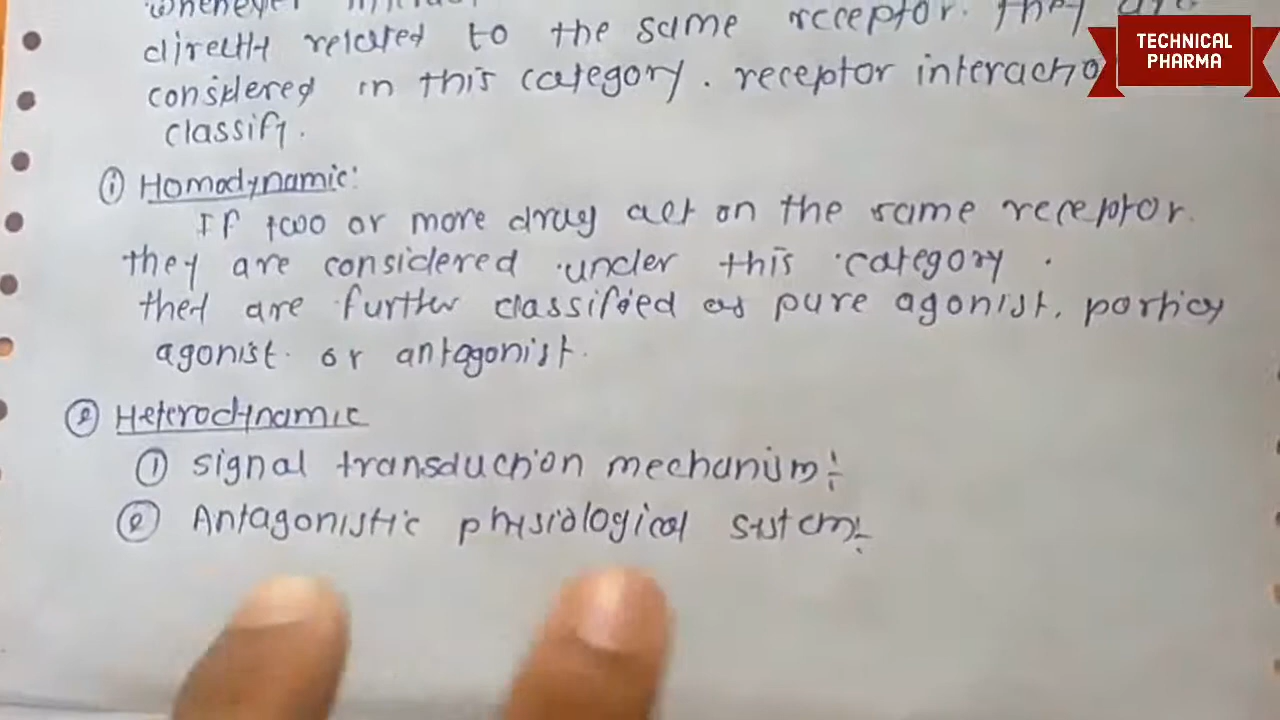 whenever
directly related to the same receptor. They are
considered in this category. receptor interactio
classify.
① Homodynamic:
If two or more drug act on the same receptor.
they are considered under this category.
they are further classified as pure agonist, partial
agonist or antagonist.
② Heterodynamic
① signal transduction mechanism:
② Antagonistic physiological system:
TECHNICAL
PHARMA